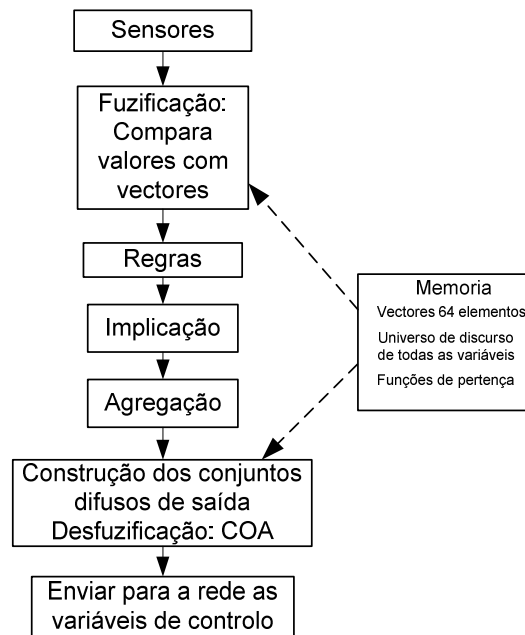 Sensores
Fuzificação:
Compara
valores com
vectores
Regras
Implicação
Agregação
Construção dos conjuntos
difusos de saída
Desfuzificação: COA
Enviar para a rede as
variáveis de controlo
Memoria
Vectores 64 elementos
Universo de discurso
de todas as variáveis
Funções de pertença